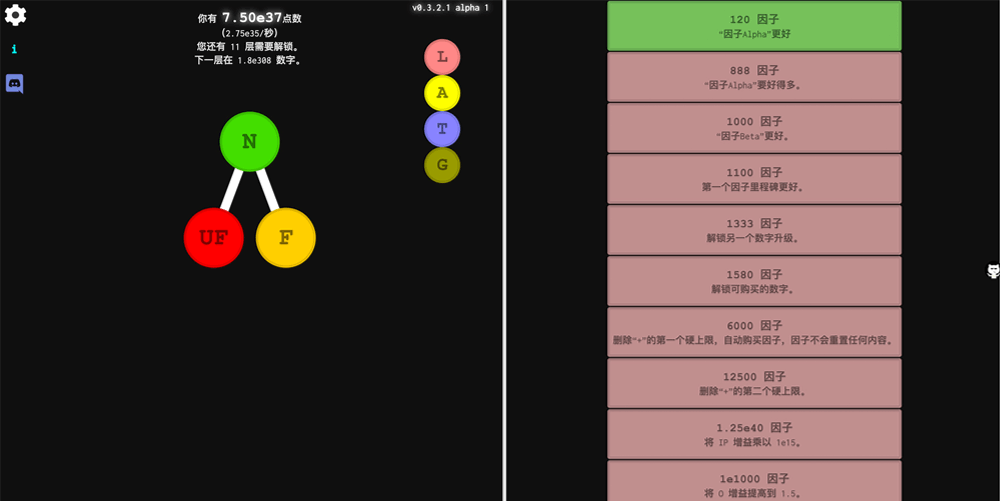 v0.3.2.1 alpha 1
你有 7.50e37点数
(2.75e35/秒)
您还有 11 层需要解锁。
下一层在 1.8e308 数字。
i
L
A
T
G
N
UF
F
120 因子
“因子Alpha”更好
888 因子
“因子Alpha”要好得多。
1000 因子
“因子Beta”更好。
1100 因子
第一个因子里程碑更好。
1333 因子
解锁另一个数字升级。
1580 因子
解锁可购买的数字。
6000 因子
删除“+”的第一个硬上限，自动购买因子，因子不会重置任何内容。
12500 因子
删除“+”的第二个硬上限。
1.25e40 因子
将 IP 增益乘以 1e15。
1e1000 因子
将 O 增益提高到 1.5。